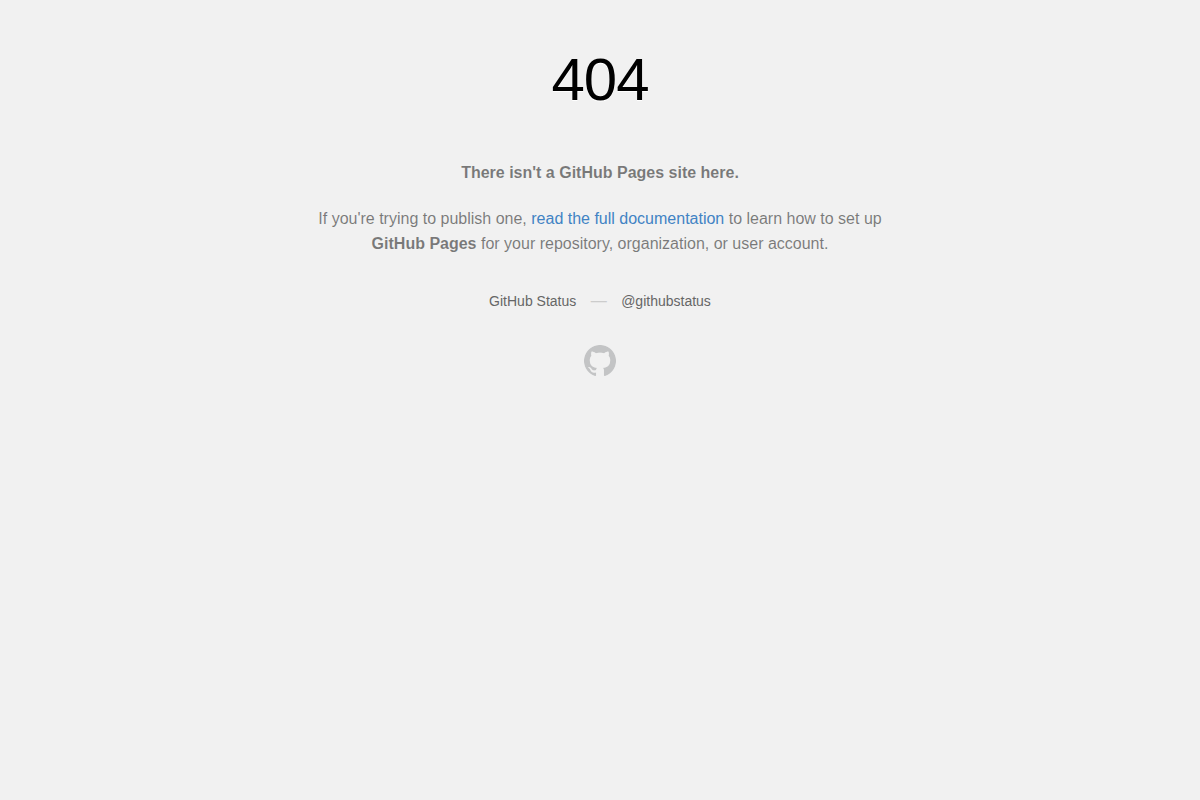 404
There isn't a GitHub Pages site here.
If you're trying to publish one, read the full documentation to learn how to set up
GitHub Pages for your repository, organization, or user account.
GitHub Status — @githubstatus